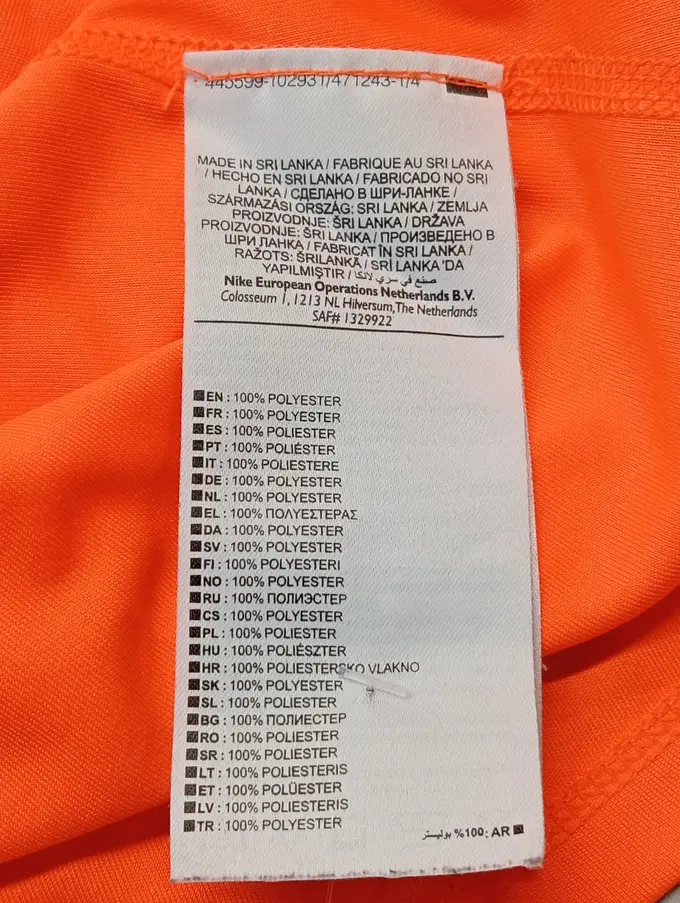 445599-102931/471243-1/4
MADE IN SRI LANKA / FABRIQUE AU SRI LANKA
/ HECHO EN SRI LANKA / FABRICADO NO SRI
LANKA / СДЕЛАНО В ШРИ-ЛАНКЕ /
SZÁRMAZÁSI ORSZÁG: SRI LANKA / ZEMLJA
PROIZVODNJE: ŠRI LANKA / DRŽAVA
PROIZVODNJE: ŠRI LANKA / ПРОИЗВЕДЕНО В
ШРИ ЛАНКА / FABRICAT ÎN SRI LANKA /
RAŽOTS: ŠRILANKĀ / SRİ LANKA'DA
YAPILMIŞTIR / صنع في سري لانكا
Nike European Operations Netherlands B.V.
Colosseum 1, 1213 NL Hilversum, The Netherlands
SAF# 1329922
EN : 100% POLYESTER
FR : 100% POLYESTER
ES : 100% POLIESTER
PT : 100% POLIÉSTER
IT : 100% POLIESTERE
DE : 100% POLYESTER
NL : 100% POLYESTER
EL : 100% ΠΟΛΥΕΣΤΕΡΑΣ
DA : 100% POLYESTER
SV : 100% POLYESTER
FI : 100% POLYESTERI
NO : 100% POLYESTER
RU : 100% ПОЛИЭСТЕР
CS : 100% POLYESTER
PL : 100% POLIESTER
HU : 100% POLIÉSZTER
HR : 100% POLIESTERSKO VLAKNO
SK : 100% POLYESTER
SL : 100% POLIESTER
BG : 100% ПОЛИЕСТЕР
RO : 100% POLIESTER
SR : 100% POLIESTER
LT : 100% POLIESTERIS
ET : 100% POLÜESTER
LV : 100% POLIESTERIS
TR : 100% POLYESTER
AR :100% بوليستر